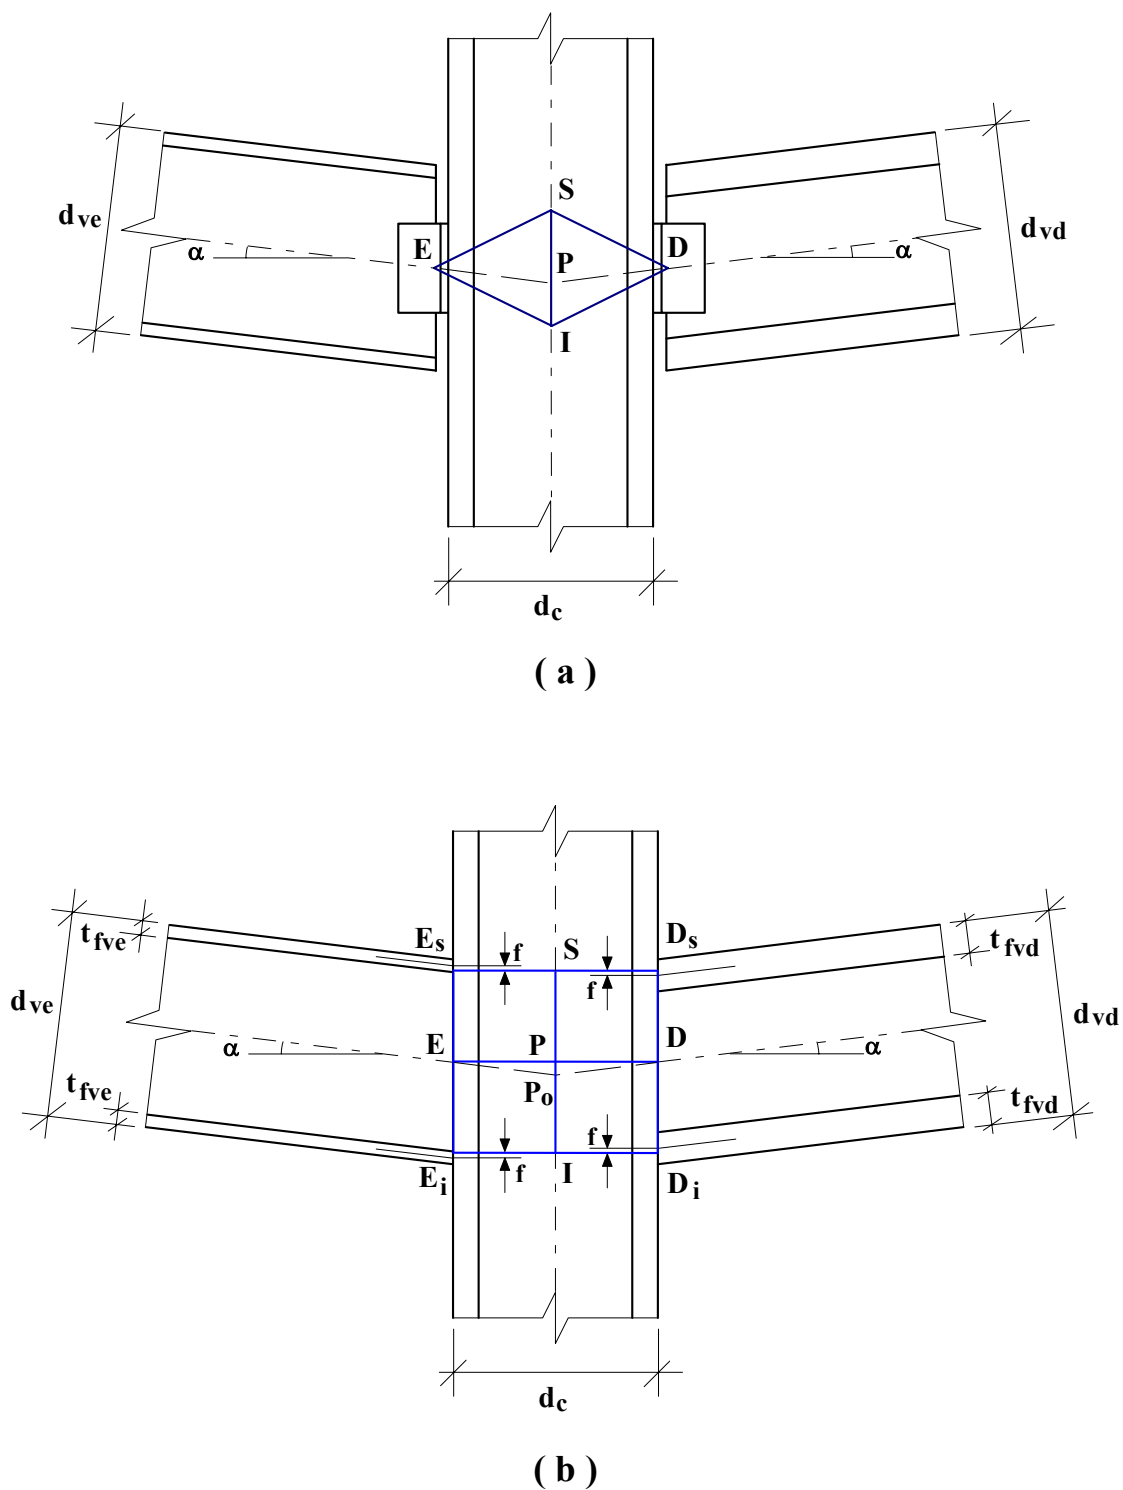 S
d ve
E
D
d vd
α
P
α
I
d c
( a )
E s
D s
t fve
f
S
t fvd
f
d ve
d vd
E
P
D
α
α
t fve
P o
t fvd
f
E i
f
I
D i
d c
( b )